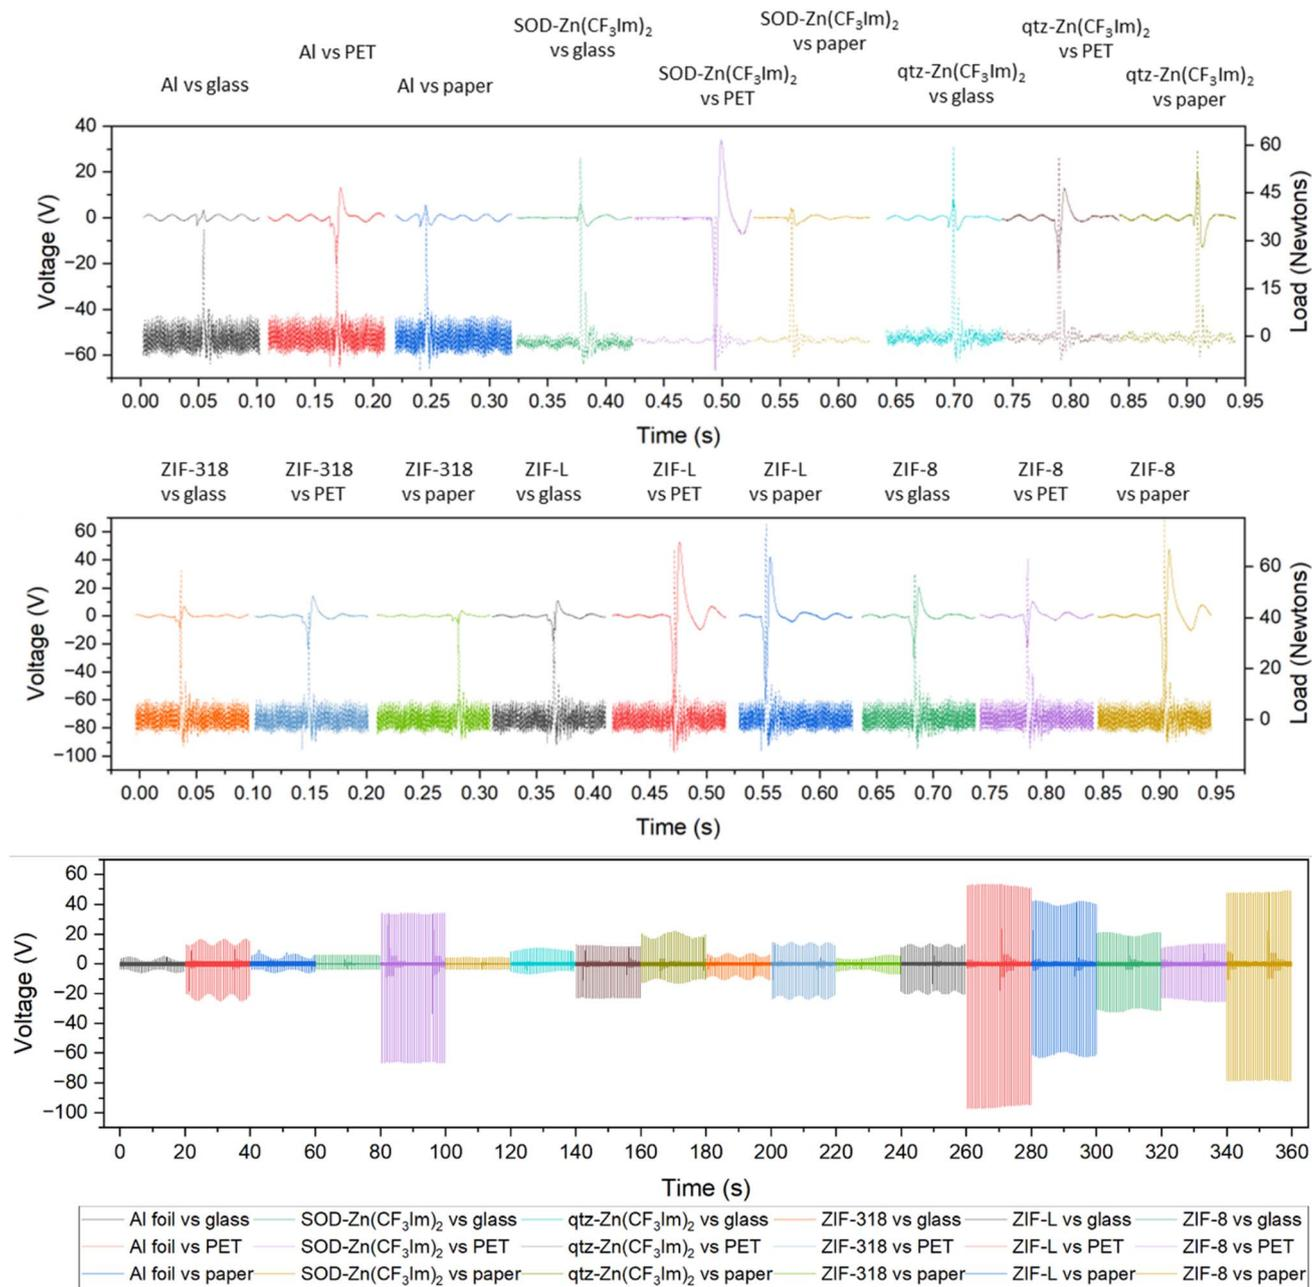 SOD-Zn(CF₃Im)₂
vs glass
SOD-Zn(CF₃Im)₂
vs paper
qtz-Zn(CF₃Im)₂
vs PET
Al vs PET
Al vs glass
Al vs paper
SOD-Zn(CF₃Im)₂
vs PET
qtz-Zn(CF₃Im)₂
vs glass
qtz-Zn(CF₃Im)₂
vs paper
Voltage (V)
40
20
0
−20
−40
−60
60
45
30
15
0
Load (Newtons)
0.00 0.05 0.10 0.15 0.20 0.25 0.30 0.35 0.40 0.45 0.50 0.55 0.60 0.65 0.70 0.75 0.80 0.85 0.90 0.95
Time (s)
ZIF-318
vs glass
ZIF-318
vs PET
ZIF-318
vs paper
ZIF-L
vs glass
ZIF-L
vs PET
ZIF-L
vs paper
ZIF-8
vs glass
ZIF-8
vs PET
ZIF-8
vs paper
Voltage (V)
60
40
20
0
−20
−40
−60
−80
−100
60
40
20
0
Load (Newtons)
0.00 0.05 0.10 0.15 0.20 0.25 0.30 0.35 0.40 0.45 0.50 0.55 0.60 0.65 0.70 0.75 0.80 0.85 0.90 0.95
Time (s)
Voltage (V)
60
40
20
0
−20
−40
−60
−80
−100
0 20 40 60 80 100 120 140 160 180 200 220 240 260 280 300 320 340 360
Time (s)
Al foil vs glass SOD-Zn(CF₃Im)₂ vs glass qtz-Zn(CF₃Im)₂ vs glass ZIF-318 vs glass ZIF-L vs glass ZIF-8 vs glass
Al foil vs PET SOD-Zn(CF₃Im)₂ vs PET qtz-Zn(CF₃Im)₂ vs PET ZIF-318 vs PET ZIF-L vs PET ZIF-8 vs PET
Al foil vs paper SOD-Zn(CF₃Im)₂ vs paper qtz-Zn(CF₃Im)₂ vs paper ZIF-318 vs paper ZIF-L vs paper ZIF-8 vs paper